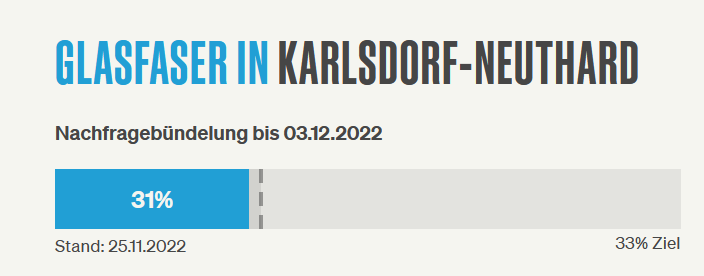 GLASFASER IN KARLSDORF-NEUTHARD
Nachfragebündelung bis 03.12.2022
31%
Stand: 25.11.2022
33% Ziel